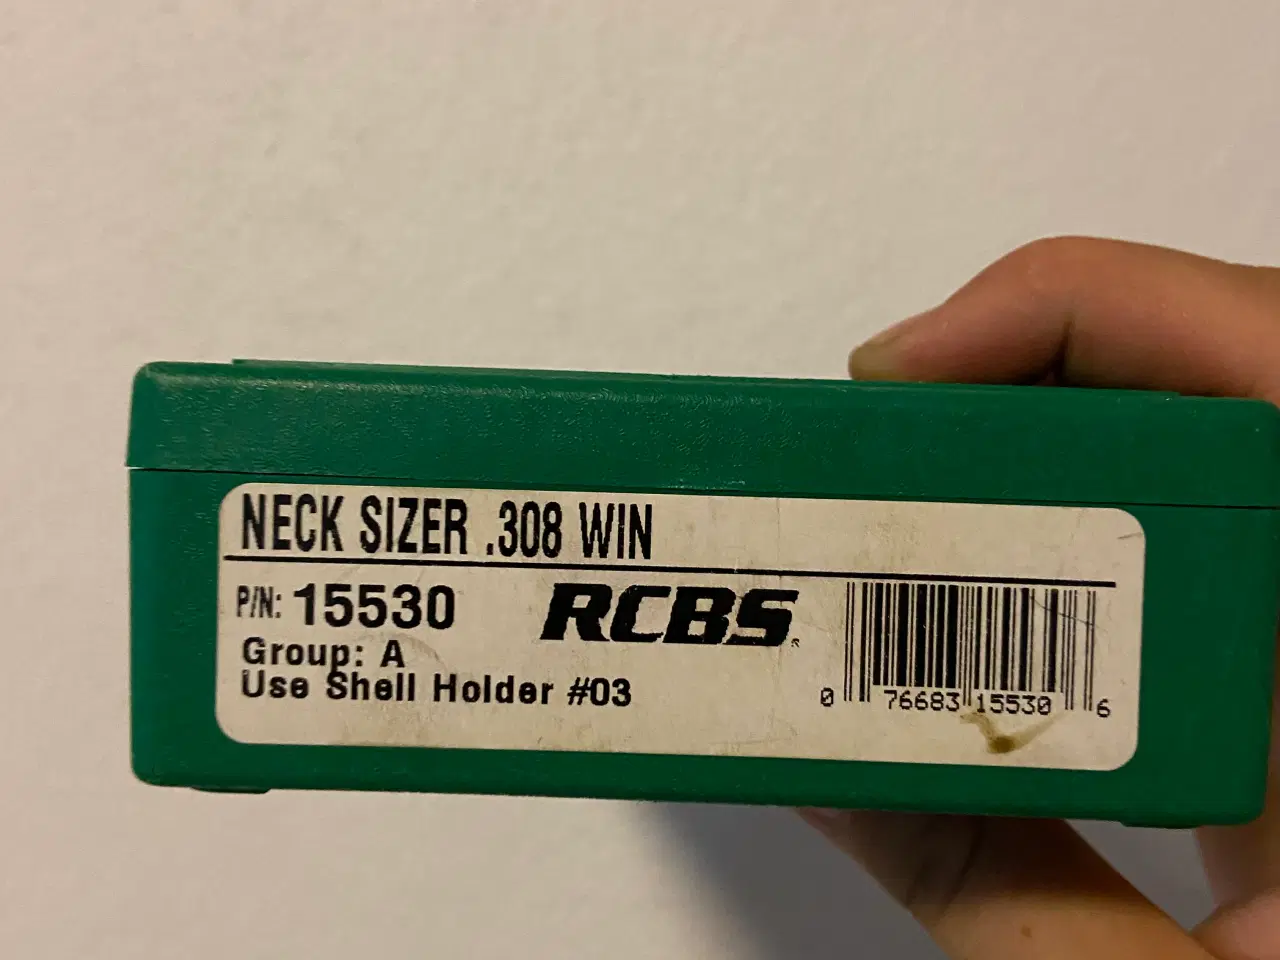 NECK SIZER .308 WIN
P/N: 15530
RCBS
Group: A
Use Shell Holder #03
0 76683 15530 6